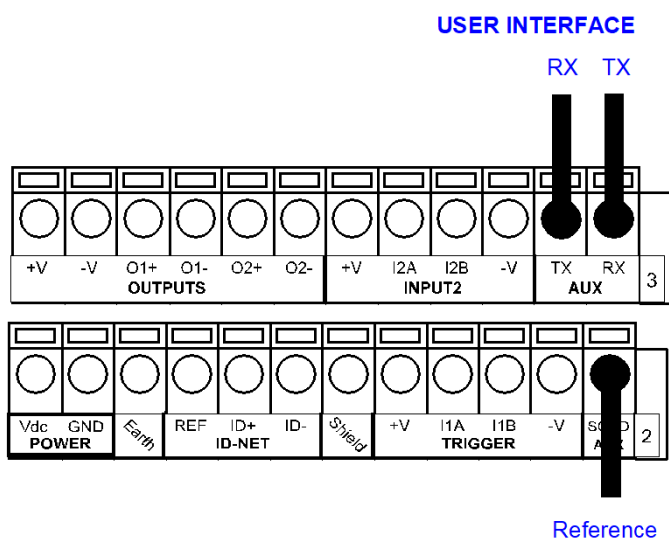 USER INTERFACE
RX TX
+V -V O1+ O1- O2+ O2- +V I2A I2B -V TX RX
OUTPUTS INPUT2 AUX 3
Vdc GND Earth REF ID+ ID- Shield +V I1A I1B -V
POWER ID-NET TRIGGER 2
Reference